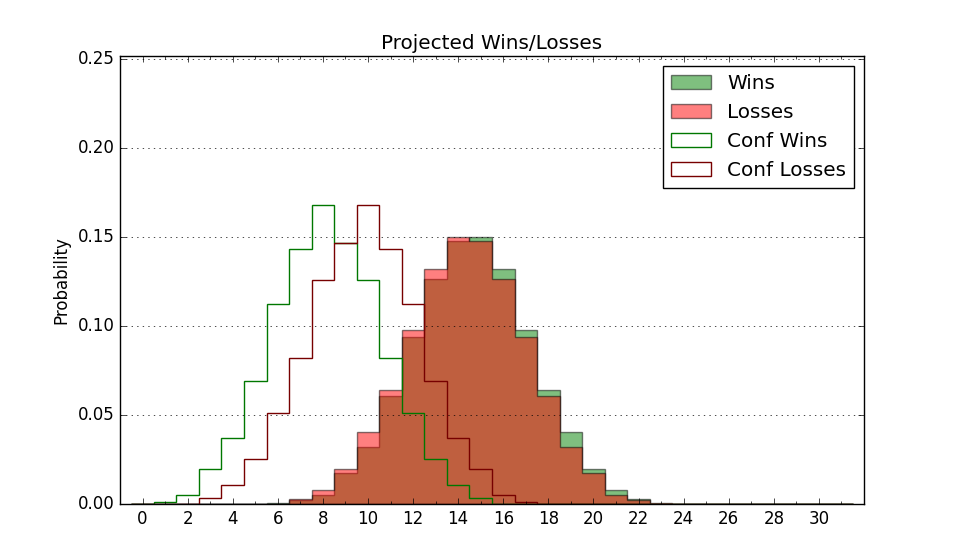 Projected Wins/Losses
0.25
0.20
0.15
0.10
0.05
0.00
Probability
Wins
Losses
Conf Wins
Conf Losses
0 2 4 6 8 10 12 14 16 18 20 22 24 26 28 30